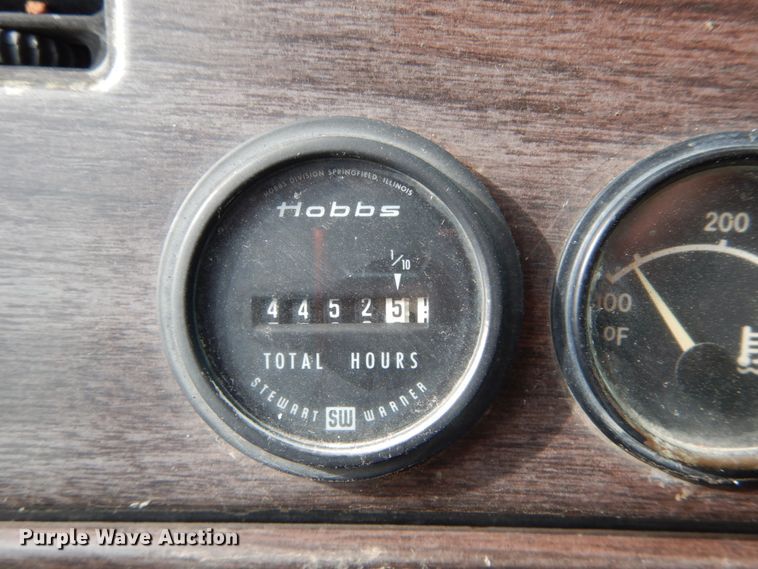 HOBBS DIVISION SPRINGFIELD, ILLINOIS
Hobbs
1/10
4 4 5 2 5
TOTAL HOURS
STEWART SW WARNER
200
100
°F
Purple Wave Auction